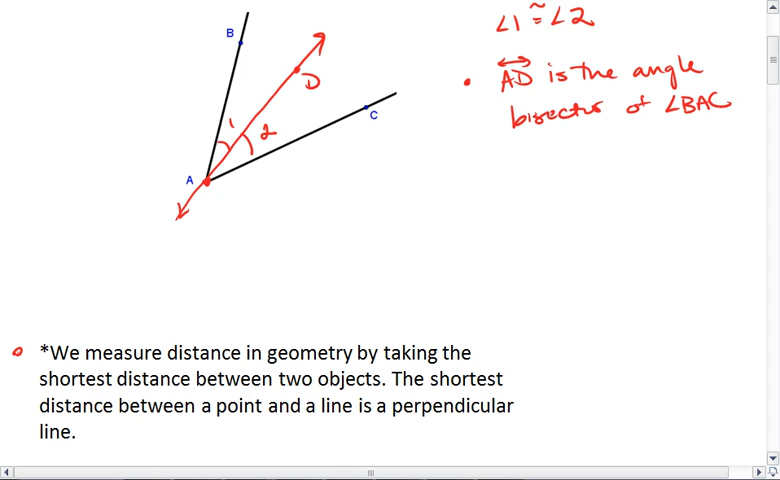 ∠1 ≅ ∠2
B
D
• AD is the angle
bisector of ∠BAC
C
1
2
A
*We measure distance in geometry by taking the
shortest distance between two objects. The shortest
distance between a point and a line is a perpendicular
line.